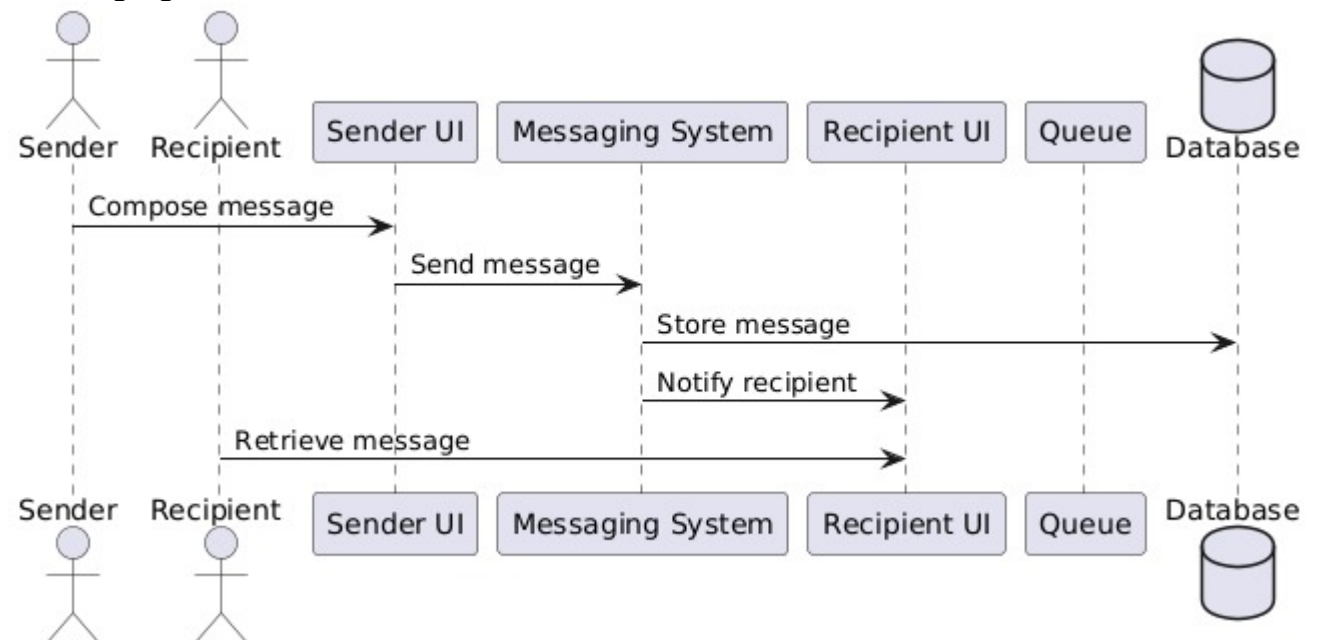 Sender Recipient Sender UI Messaging System Recipient UI Queue Database
Compose message
Send message
Store message
Notify recipient
Retrieve message
Sender Recipient Sender UI Messaging System Recipient UI Queue Database